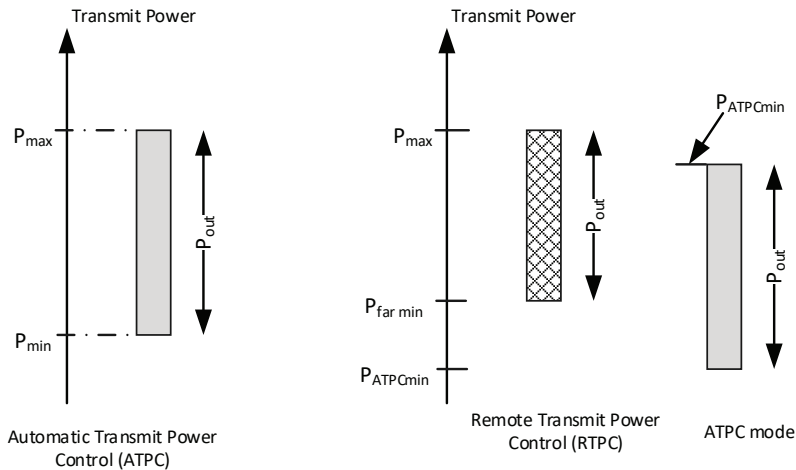 Transmit Power
P_max
P_out
P_min
Automatic Transmit Power
Control (ATPC)
Transmit Power
P_max
P_out
P_far min
P_ATPCmin
Remote Transmit Power
Control (RTPC)
P_ATPCmin
P_out
ATPC mode